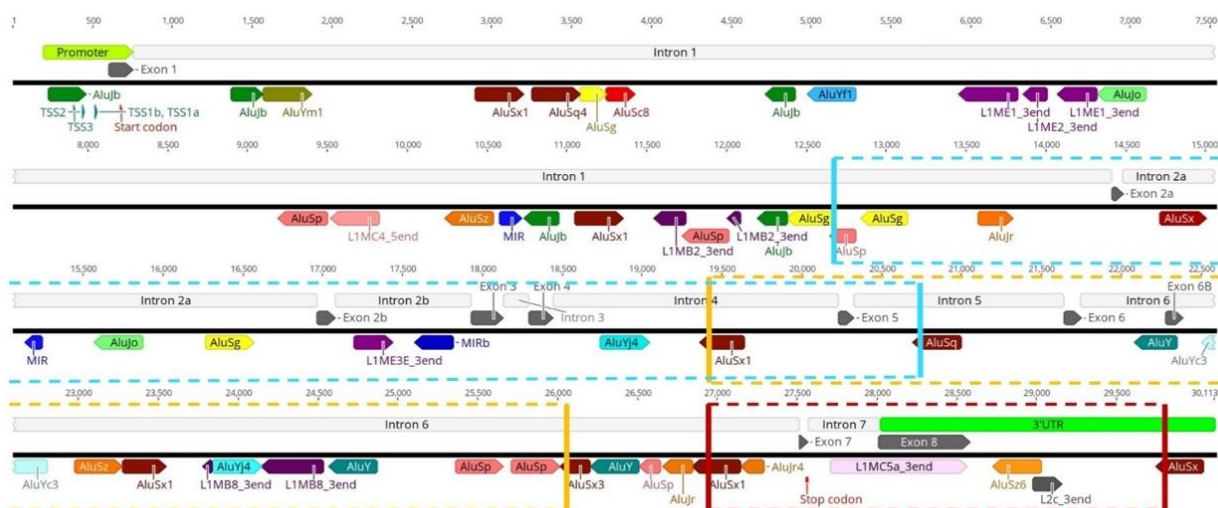 1 500 1,000 1,500 2,000 2,500 3,000 3,500 4,000 4,500 5,000 5,500 6,000 6,500 7,000 7,500
Promoter Intron 1
Exon 1
AluJb AluJb AluYm1 AluSx1 AluSq4 AluSg AluSc8 AluJb AluYf1 L1ME1_3end L1ME2_3end L1ME1_3end AluJo
TSS2 TSS3 TSS1b, TSS1a Start codon
8,000 8,500 9,000 9,500 10,000 10,500 11,000 11,500 12,000 12,500 13,000 13,500 14,000 14,500 15,000
Intron 1 Intron 2a
Exon 2a
AluSp L1MC4_5end AluSz MIR AluJb AluSx1 L1MB2_3end AluSp L1MB2_3end AluJb AluSg AluSp AluSg AluJr AluSx
15,500 16,000 16,500 17,000 17,500 18,000 18,500 19,000 19,500 20,000 20,500 21,000 21,500 22,000 22,500
Exon 3 Exon 4 Exon 6B
Intron 2a Intron 2b Intron 4 Intron 5 Intron 6
Exon 2b Intron 3 Exon 5 Exon 6
MIR AluJo AluSg L1ME3E_3end MIRb AluYj4 AluSx1 AluSq AluY AluYc3
23,000 23,500 24,000 24,500 25,000 25,500 26,000 26,500 27,000 27,500 28,000 28,500 29,000 29,500 30,113
Intron 6 Intron 7 3'UTR
Exon 7 Exon 8
AluYc3 AluSz AluSx1 L1MB8_3end AluYj4 L1MB8_3end AluY AluSp AluSp AluSx3 AluY AluSp AluJr AluSx1 AluJr4 L1MC5a_3end AluSz6 L2c_3end AluSx
Stop codon